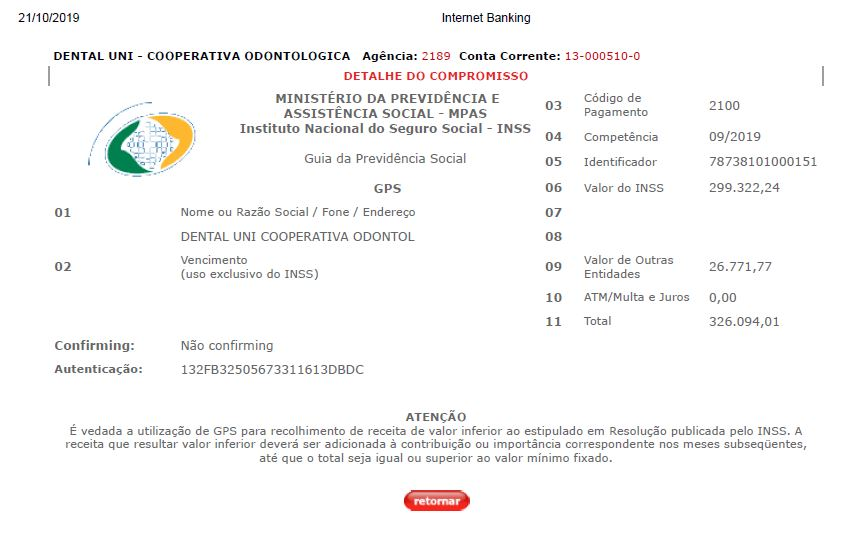 21/10/2019 Internet Banking
DENTAL UNI - COOPERATIVA ODONTOLOGICA Agência: 2189 Conta Corrente: 13-000510-0
DETALHE DO COMPROMISSO
MINISTÉRIO DA PREVIDÊNCIA E
ASSISTÊNCIA SOCIAL - MPAS
Instituto Nacional do Seguro Social - INSS
Guia da Previdência Social
GPS
03 Código de
Pagamento 2100
04 Competência 09/2019
05 Identificador 78738101000151
06 Valor do INSS 299.322,24
01 Nome ou Razão Social / Fone / Endereço
07
DENTAL UNI COOPERATIVA ODONTOL
08
02 Vencimento
(uso exclusivo do INSS)
09 Valor de Outras
Entidades 26.771,77
10 ATM/Multa e Juros 0,00
11 Total 326.094,01
Confirming: Não confirming
Autenticação: 132FB32505673311613DBDC
ATENÇÃO
É vedada a utilização de GPS para recolhimento de receita de valor inferior ao estipulado em Resolução publicada pelo INSS. A
receita que resultar valor inferior deverá ser adicionada à contribuição ou importância correspondente nos meses subseqüentes,
até que o total seja igual ou superior ao valor mínimo fixado.
retornar